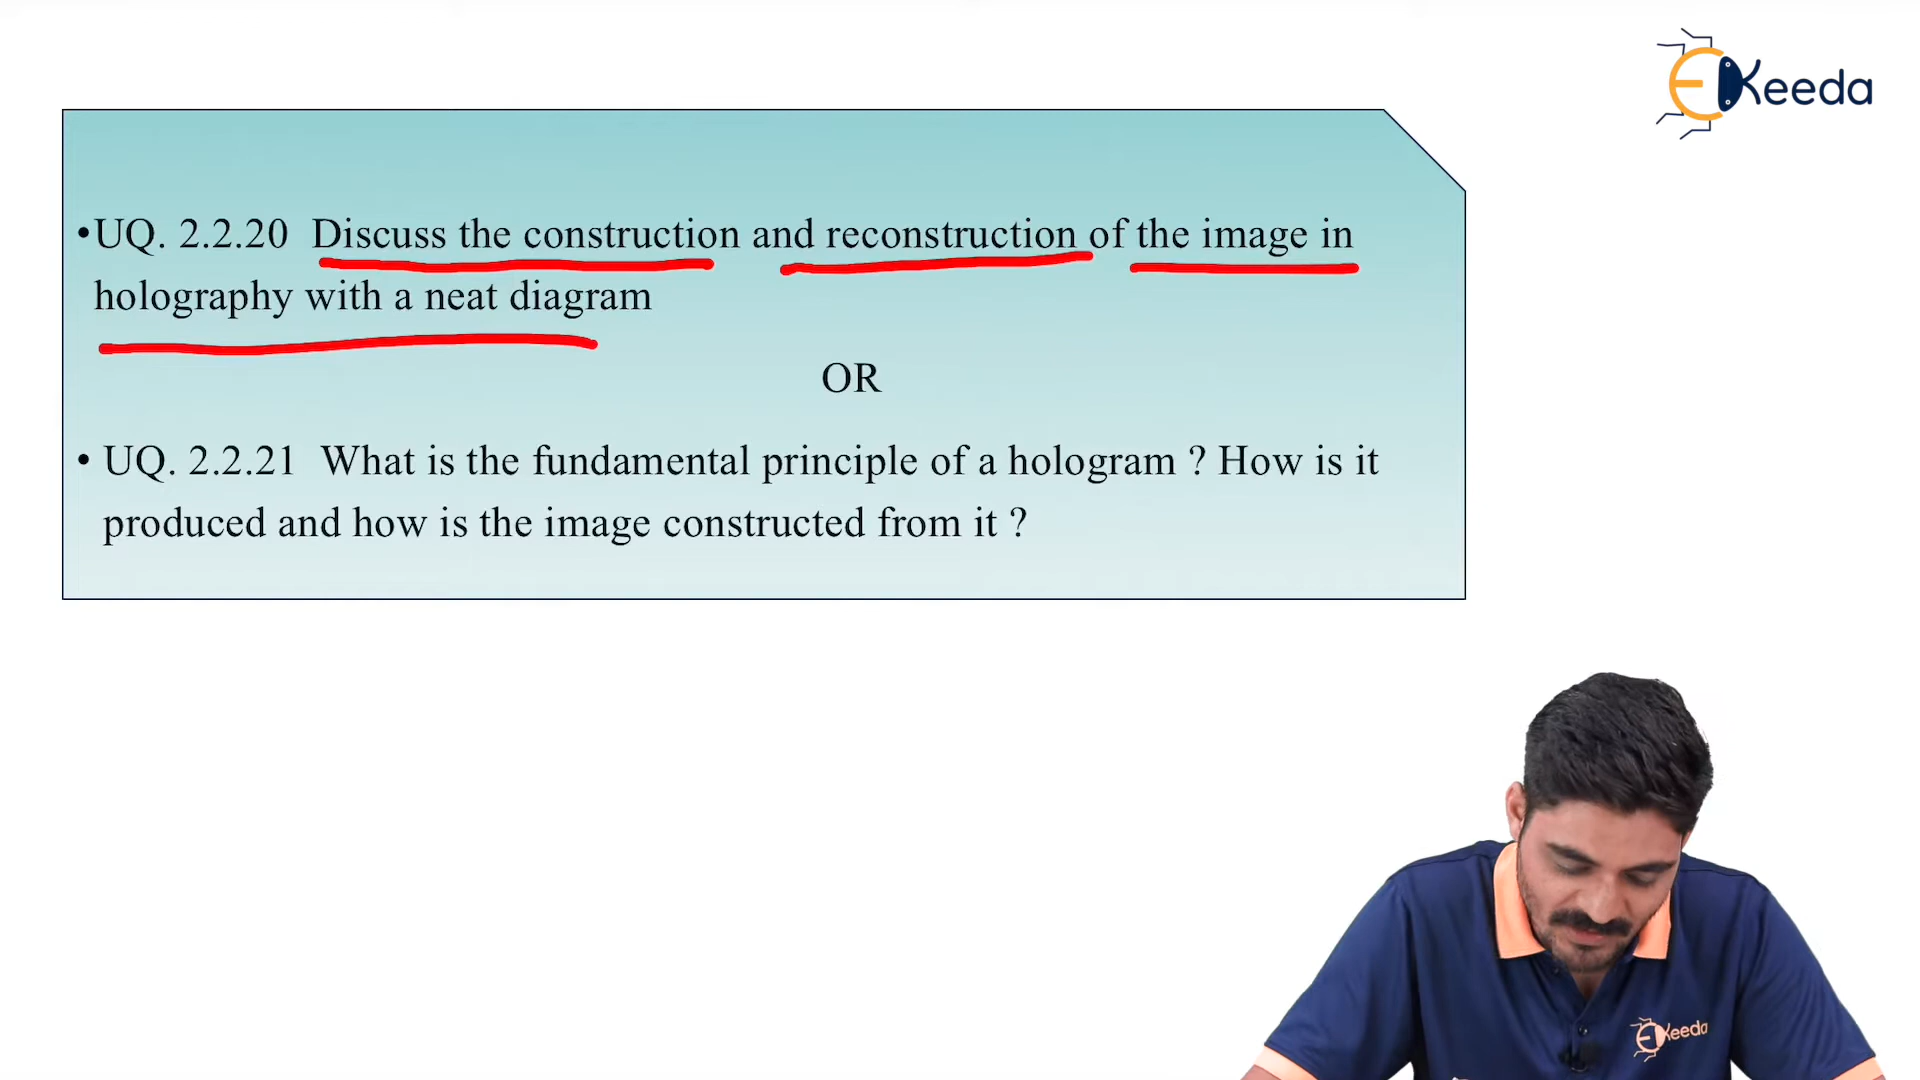 EKeeda
•UQ. 2.2.20 Discuss the construction and reconstruction of the image in
holography with a neat diagram
OR
• UQ. 2.2.21 What is the fundamental principle of a hologram ? How is it
produced and how is the image constructed from it ?
EKeeda